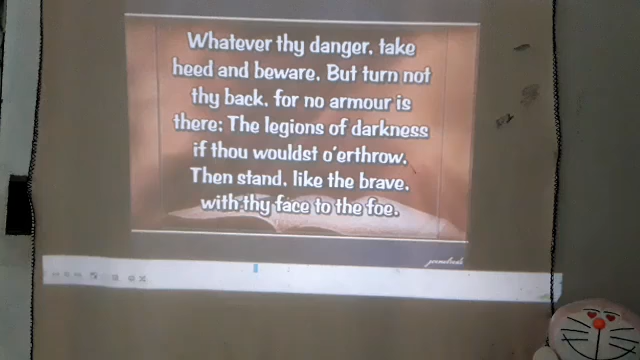 Whatever thy danger, take
heed and beware, But turn not
thy back, for no armour is
there; The legions of darkness
if thou wouldst o'erthrow,
Then stand, like the brave,
with thy face to the foe.